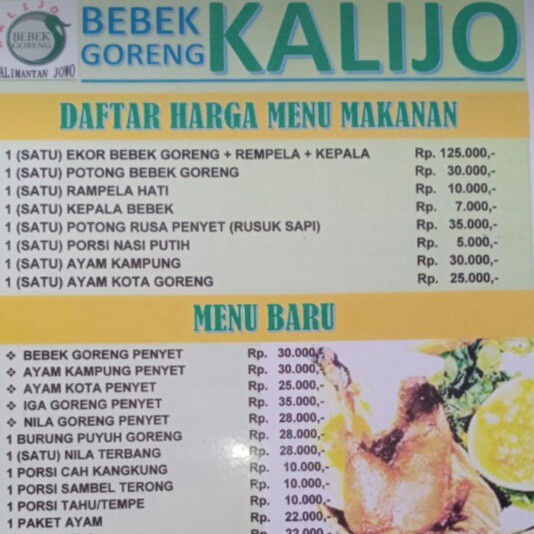 KALIJO
BEBEK
GORENG
KALIMANTAN JOWO
BEBEK
GORENG
KALIJO
DAFTAR HARGA MENU MAKANAN
1 (SATU) EKOR BEBEK GORENG + REMPELA + KEPALA Rp. 125.000,-
1 (SATU) POTONG BEBEK GORENG Rp. 30.000,-
1 (SATU) RAMPELA HATI Rp. 10.000,-
1 (SATU) KEPALA BEBEK Rp. 7.000,-
1 (SATU) POTONG RUSA PENYET (RUSUK SAPI) Rp. 35.000,-
1 (SATU) PORSI NASI PUTIH Rp. 5.000,-
1 (SATU) AYAM KAMPUNG Rp. 30.000,-
1 (SATU) AYAM KOTA GORENG Rp. 25.000,-
MENU BARU
❖ BEBEK GORENG PENYET Rp. 30.000,-
❖ AYAM KAMPUNG PENYET Rp. 30.000,-
❖ AYAM KOTA PENYET Rp. 25.000,-
❖ IGA GORENG PENYET Rp. 35.000,-
❖ NILA GORENG PENYET Rp. 28.000,-
1 BURUNG PUYUH GORENG Rp. 28.000,-
1 (SATU) NILA TERBANG Rp. 28.000,-
1 PORSI CAH KANGKUNG Rp. 10.000,-
1 PORSI SAMBEL TERONG Rp. 10.000,-
1 PORSI TAHU/TEMPE Rp. 10.000,-
1 PAKET AYAM Rp. 22.000,-